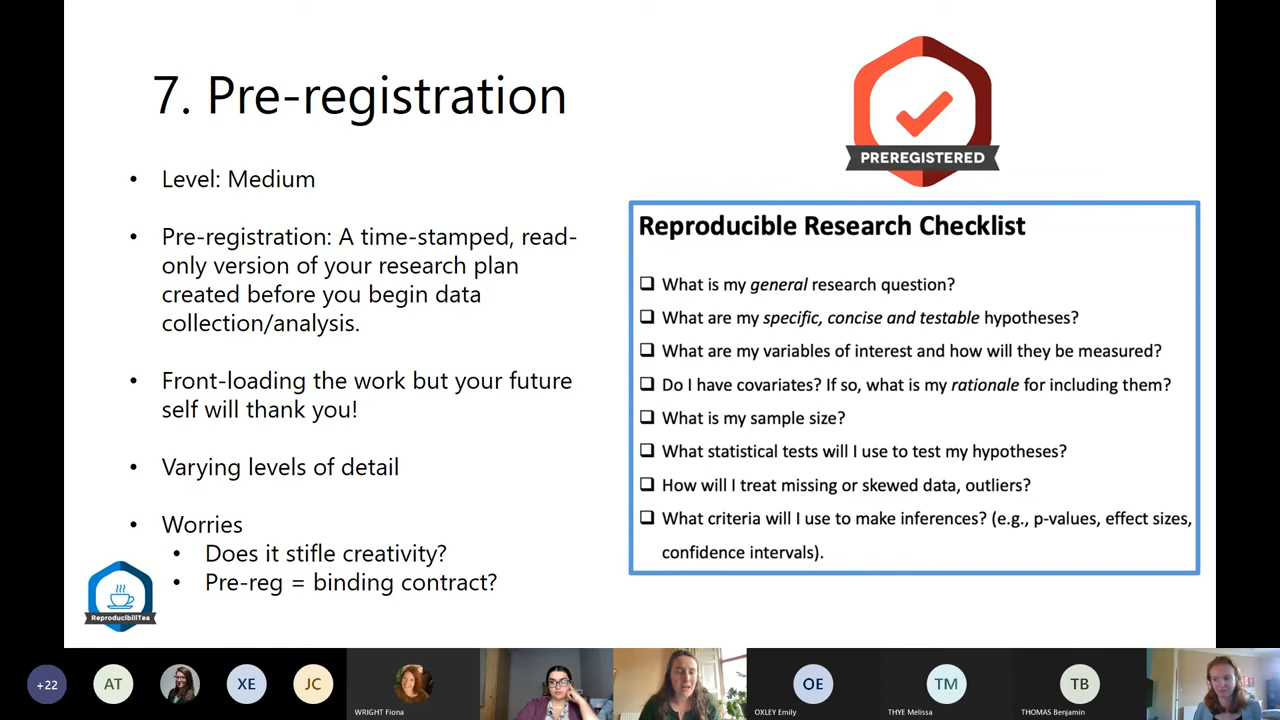 7. Pre-registration
PREREGISTERED
• Level: Medium
• Pre-registration: A time-stamped, read-
only version of your research plan
created before you begin data
collection/analysis.
• Front-loading the work but your future
self will thank you!
• Varying levels of detail
• Worries
• Does it stifle creativity?
• Pre-reg = binding contract?
ReproducibiliTea
Reproducible Research Checklist
❑ What is my general research question?
❑ What are my specific, concise and testable hypotheses?
❑ What are my variables of interest and how will they be measured?
❑ Do I have covariates? If so, what is my rationale for including them?
❑ What is my sample size?
❑ What statistical tests will I use to test my hypotheses?
❑ How will I treat missing or skewed data, outliers?
❑ What criteria will I use to make inferences? (e.g., p-values, effect sizes,
confidence intervals).
+22
AT
XE
JC
WRIGHT Fiona
OE
OXLEY Emily
TM
THYE Melissa
TB
THOMAS Benjamin